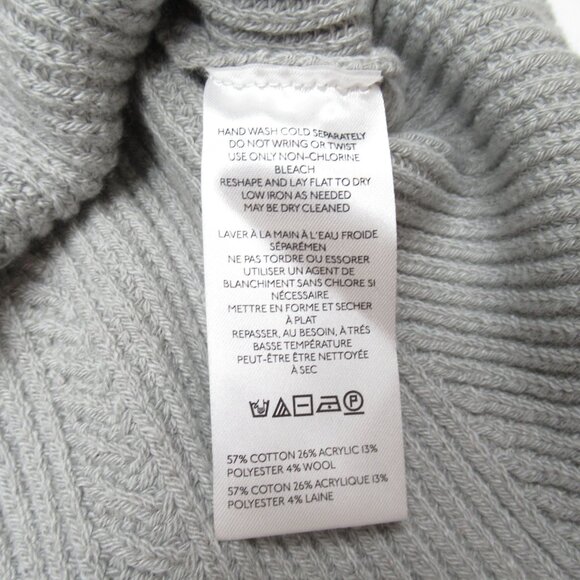 HAND WASH COLD SEPARATELY
DO NOT WRING OR TWIST
USE ONLY NON-CHLORINE
BLEACH
RESHAPE AND LAY FLAT TO DRY
LOW IRON AS NEEDED
MAY BE DRY CLEANED
LAVER À LA MAIN À L'EAU FROIDE
SÉPARÉMEN
NE PAS TORDRE OU ESSORER
UTILISER UN AGENT DE
BLANCHIMENT SANS CHLORE SI
NÉCESSAIRE
METTRE EN FORME ET SECHER
À PLAT
REPASSER, AU BESOIN, À TRÉS
BASSE TEMPÉRATURE
PEUT-ÊTRE ÊTRE NETTOYÉE
À SEC
P
57% COTTON 26% ACRYLIC 13%
POLYESTER 4% WOOL
57% COTON 26% ACRYLIQUE 13%
POLYESTER 4% LAINE